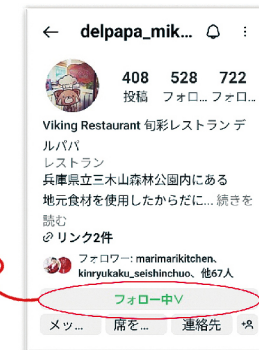 ← delpapa_mik...
408 528 722
投稿 フォロ... フォロ...
Viking Restaurant 旬彩レストラン デ
ルパパ
レストラン
兵庫県立三木山森林公園内にある
地元食材を使用したからだに... 続きを
読む
リンク2件
フォロワー: marimarikitchen、
kinryukaku_seishinchuo、他67人
フォロー中∨
メッ... 席を... 連絡先